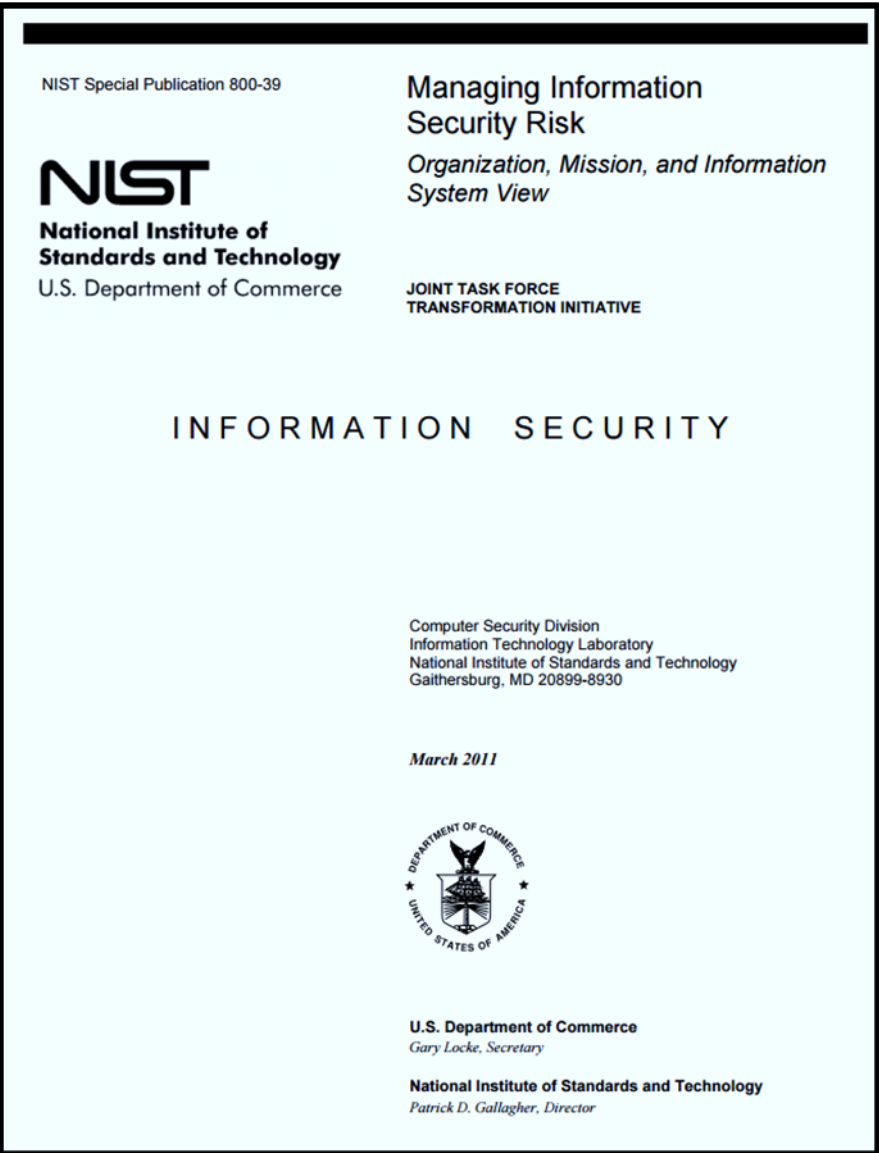 NIST Special Publication 800-39
Managing Information
Security Risk
Organization, Mission, and Information
System View
NIST
National Institute of
Standards and Technology
U.S. Department of Commerce
JOINT TASK FORCE
TRANSFORMATION INITIATIVE
INFORMATION SECURITY
Computer Security Division
Information Technology Laboratory
National Institute of Standards and Technology
Gaithersburg, MD 20899-8930
March 2011
DEPARTMENT OF COMMERCE
UNITED STATES OF AMERICA
U.S. Department of Commerce
Gary Locke, Secretary
National Institute of Standards and Technology
Patrick D. Gallagher, Director